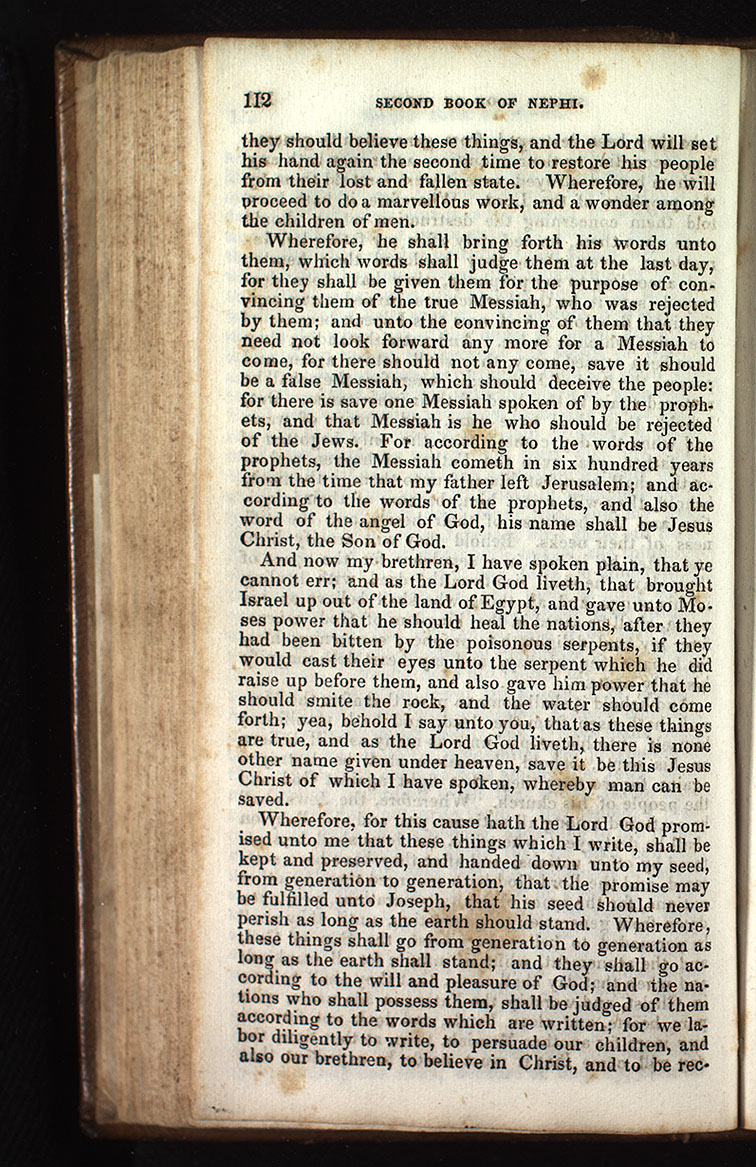 112 SECOND BOOK OF NEPHI.
they should believe these things, and the Lord will set
his hand again the second time to restore his people
from their lost and fallen state. Wherefore, he will
proceed to do a marvellous work, and a wonder among
the children of men.
Wherefore, he shall bring forth his words unto
them, which words shall judge them at the last day,
for they shall be given them for the purpose of con-
vincing them of the true Messiah, who was rejected
by them; and unto the convincing of them that they
need not look forward any more for a Messiah to
come, for there should not any come, save it should
be a false Messiah, which should deceive the people:
for there is save one Messiah spoken of by the proph-
ets, and that Messiah is he who should be rejected
of the Jews. For according to the words of the
prophets, the Messiah cometh in six hundred years
from the time that my father left Jerusalem; and ac-
cording to the words of the prophets, and also the
word of the angel of God, his name shall be Jesus
Christ, the Son of God.
And now my brethren, I have spoken plain, that ye
cannot err; and as the Lord God liveth, that brought
Israel up out of the land of Egypt, and gave unto Mo-
ses power that he should heal the nations, after they
had been bitten by the poisonous serpents, if they
would cast their eyes unto the serpent which he did
raise up before them, and also gave him power that he
should smite the rock, and the water should come
forth; yea, behold I say unto you, that as these things
are true, and as the Lord God liveth, there is none
other name given under heaven, save it be this Jesus
Christ of which I have spoken, whereby man can be
saved.
Wherefore, for this cause hath the Lord God prom-
ised unto me that these things which I write, shall be
kept and preserved, and handed down unto my seed,
from generation to generation, that the promise may
be fulfilled unto Joseph, that his seed should never
perish as long as the earth should stand. Wherefore,
these things shall go from generation to generation as
long as the earth shall stand; and they shall go ac-
cording to the will and pleasure of God; and the na-
tions who shall possess them, shall be judged of them
according to the words which are written; for we la-
bor diligently to write, to persuade our children, and
also our brethren, to believe in Christ, and to be rec-